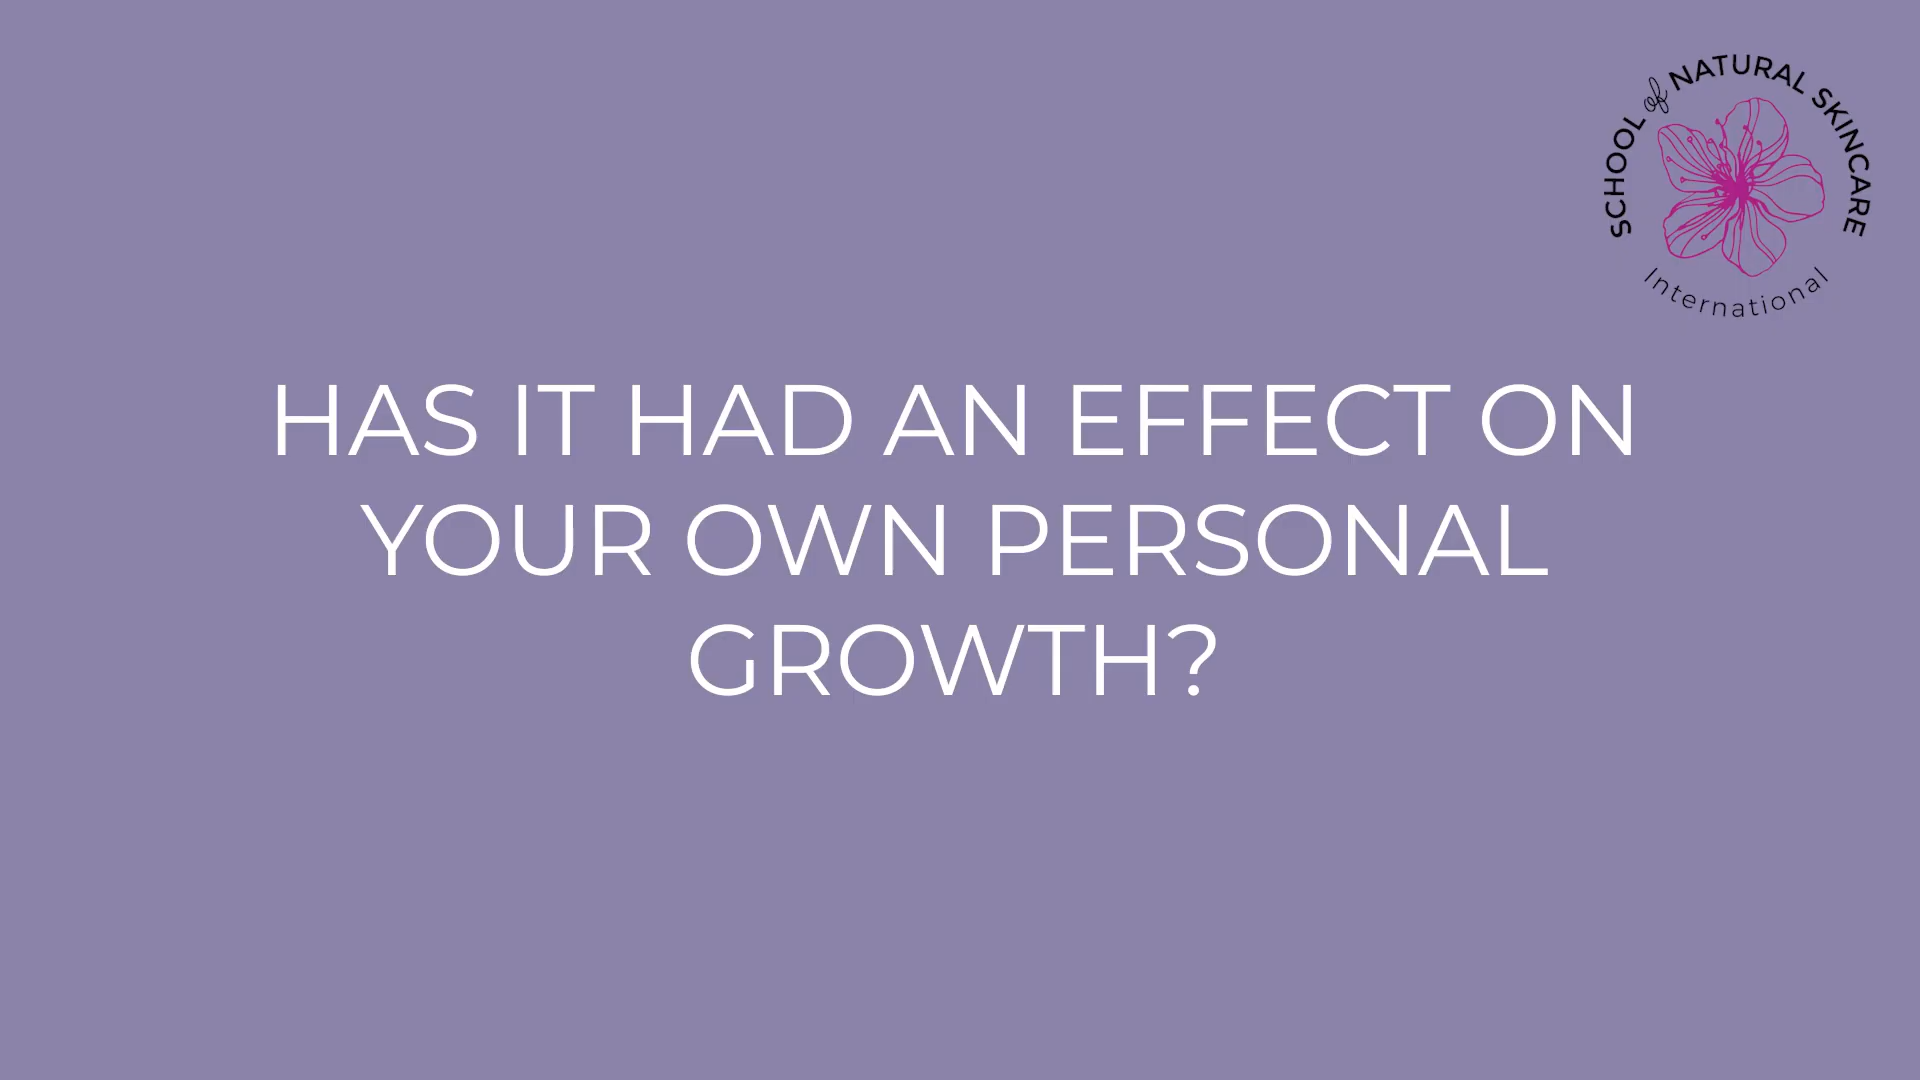 SCHOOL of NATURAL SKINCARE
International
HAS IT HAD AN EFFECT ON
YOUR OWN PERSONAL
GROWTH?